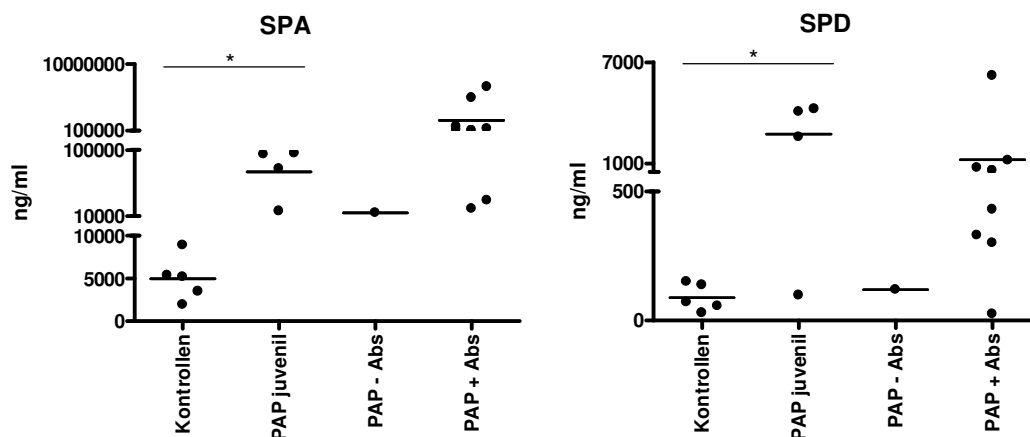 SPA
*
10000000
100000
100000
10000
10000
5000
0
ng/ml
Kontrollen
PAP juvenil
PAP - Abs
PAP + Abs
SPD
*
7000
1000
500
0
ng/ml
Kontrollen
PAP juvenil
PAP - Abs
PAP + Abs